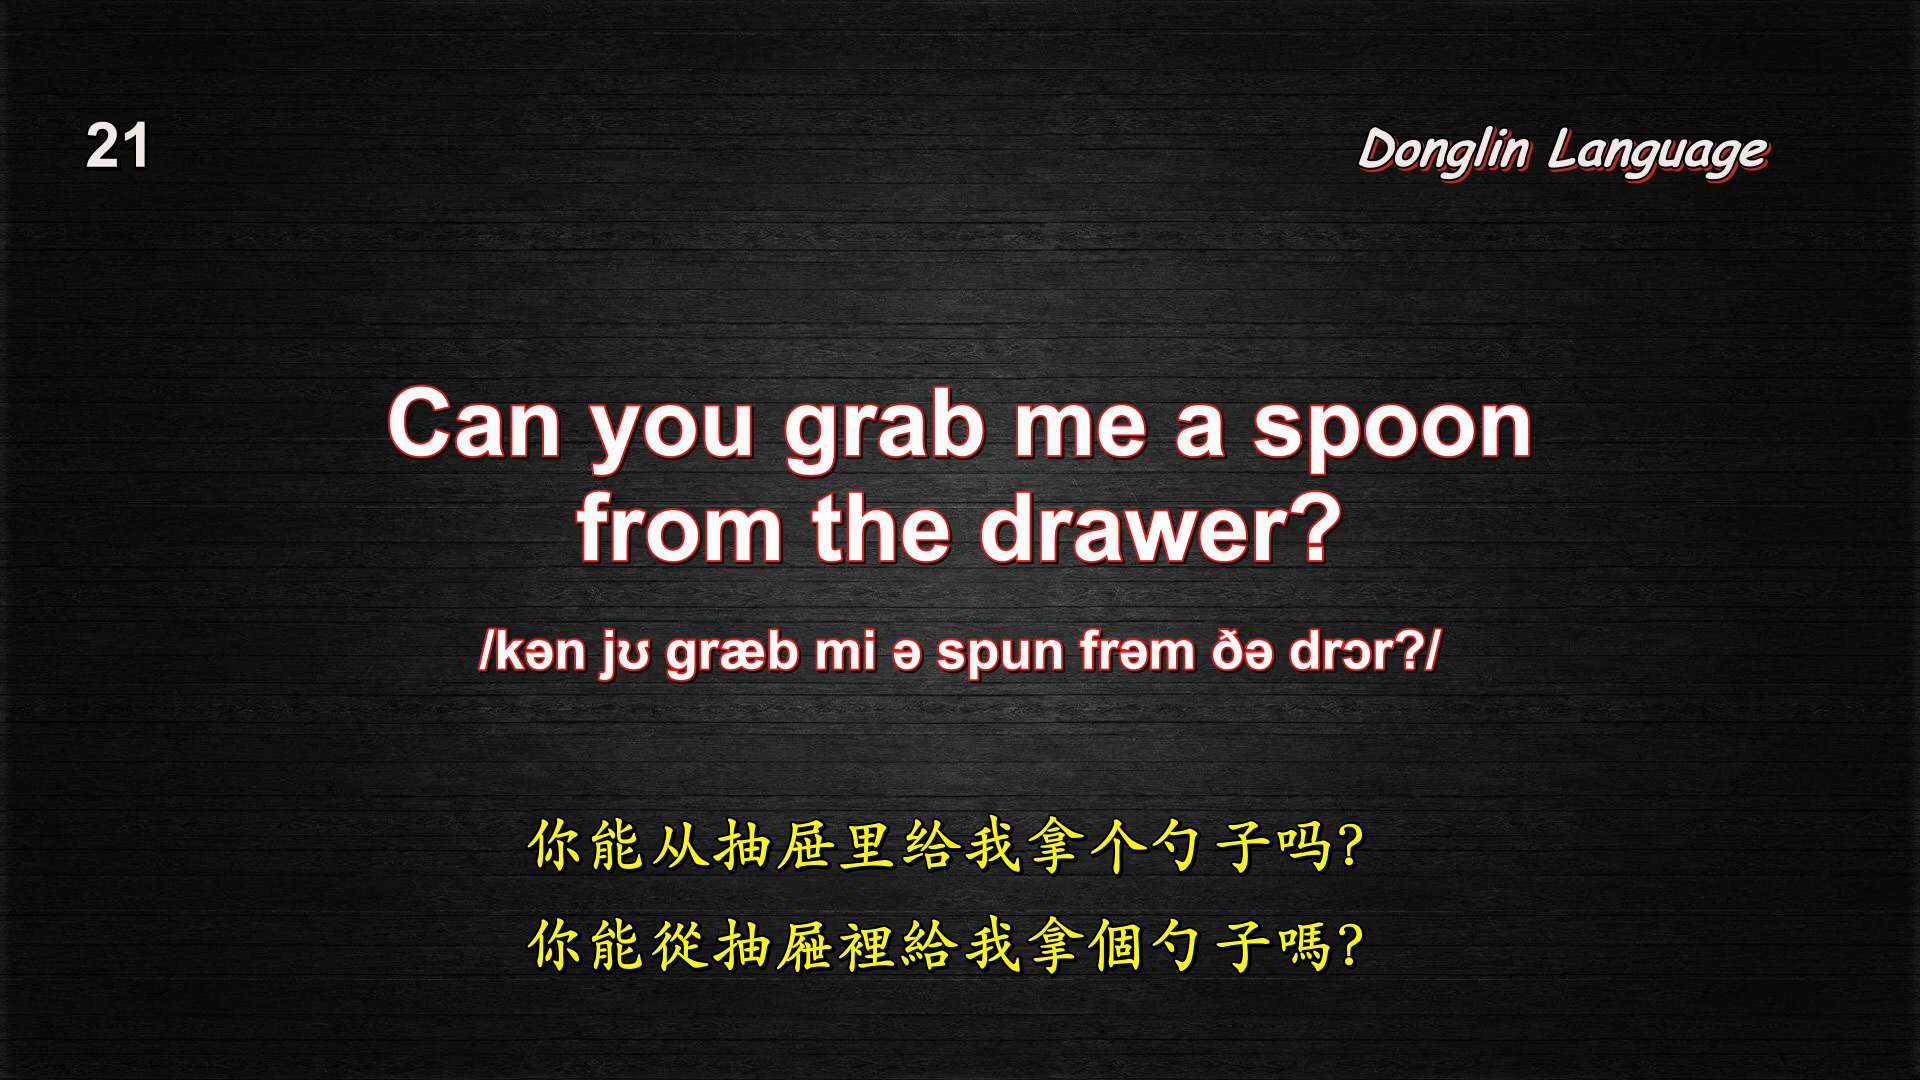 21
Donglin Language
Can you grab me a spoon
from the drawer?
/kən jʊ græb mi ə spun frəm ðə drɔr?/
你能从抽屉里给我拿个勺子吗?
你能從抽屜裡給我拿個勺子嗎?